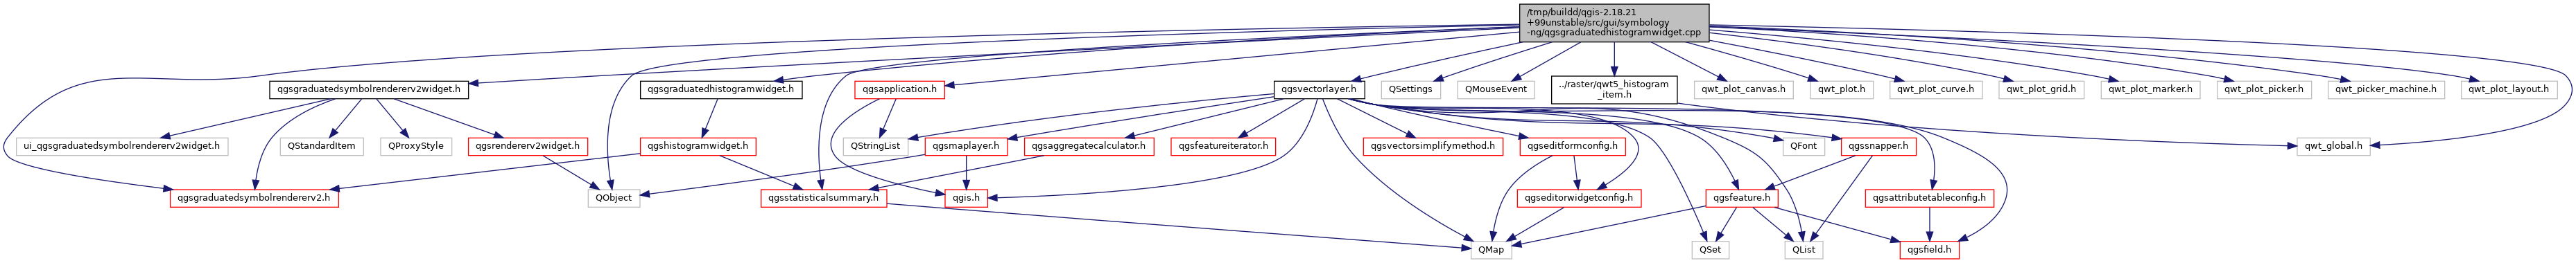 /tmp/buildd/qgis-2.18.21
+99unstable/src/gui/symbology
-ng/qgsgraduatedhistogramwidget.cpp
qgsgraduatedsymbolrendererv2widget.h
qgsgraduatedhistogramwidget.h
qgsapplication.h
qgsvectorlayer.h
QSettings
QMouseEvent
../raster/qwt5_histogram
_item.h
qwt_plot_canvas.h
qwt_plot.h
qwt_plot_curve.h
qwt_plot_grid.h
qwt_plot_marker.h
qwt_plot_picker.h
qwt_picker_machine.h
qwt_plot_layout.h
ui_qgsgraduatedsymbolrendererv2widget.h
QStandardItem
QProxyStyle
qgsrendererv2widget.h
qgshistogramwidget.h
QStringList
qgsmaplayer.h
qgsaggregatecalculator.h
qgsfeatureiterator.h
qgsvectorsimplifymethod.h
qgseditformconfig.h
QFont
qgssnapper.h
qwt_global.h
qgsgraduatedsymbolrendererv2.h
QObject
qgsstatisticalsummary.h
qgis.h
qgseditorwidgetconfig.h
qgsfeature.h
qgsattributetableconfig.h
QMap
QSet
QList
qgsfield.h